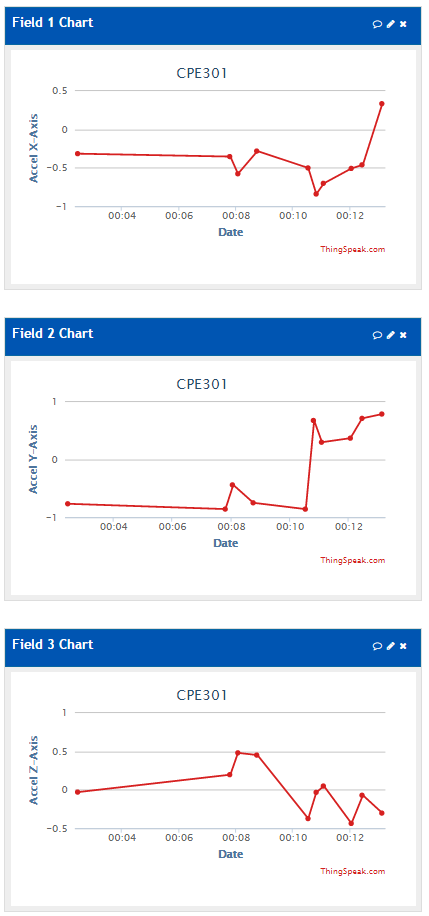 Field 1 Chart
CPE301
Accel X-Axis
0.5
0
−0.5
−1
00:04 00:06 00:08 00:10 00:12
Date
ThingSpeak.com
Field 2 Chart
CPE301
Accel Y-Axis
1
0
−1
00:04 00:06 00:08 00:10 00:12
Date
ThingSpeak.com
Field 3 Chart
CPE301
Accel Z-Axis
1
0.5
0
−0.5
00:04 00:06 00:08 00:10 00:12
Date
ThingSpeak.com